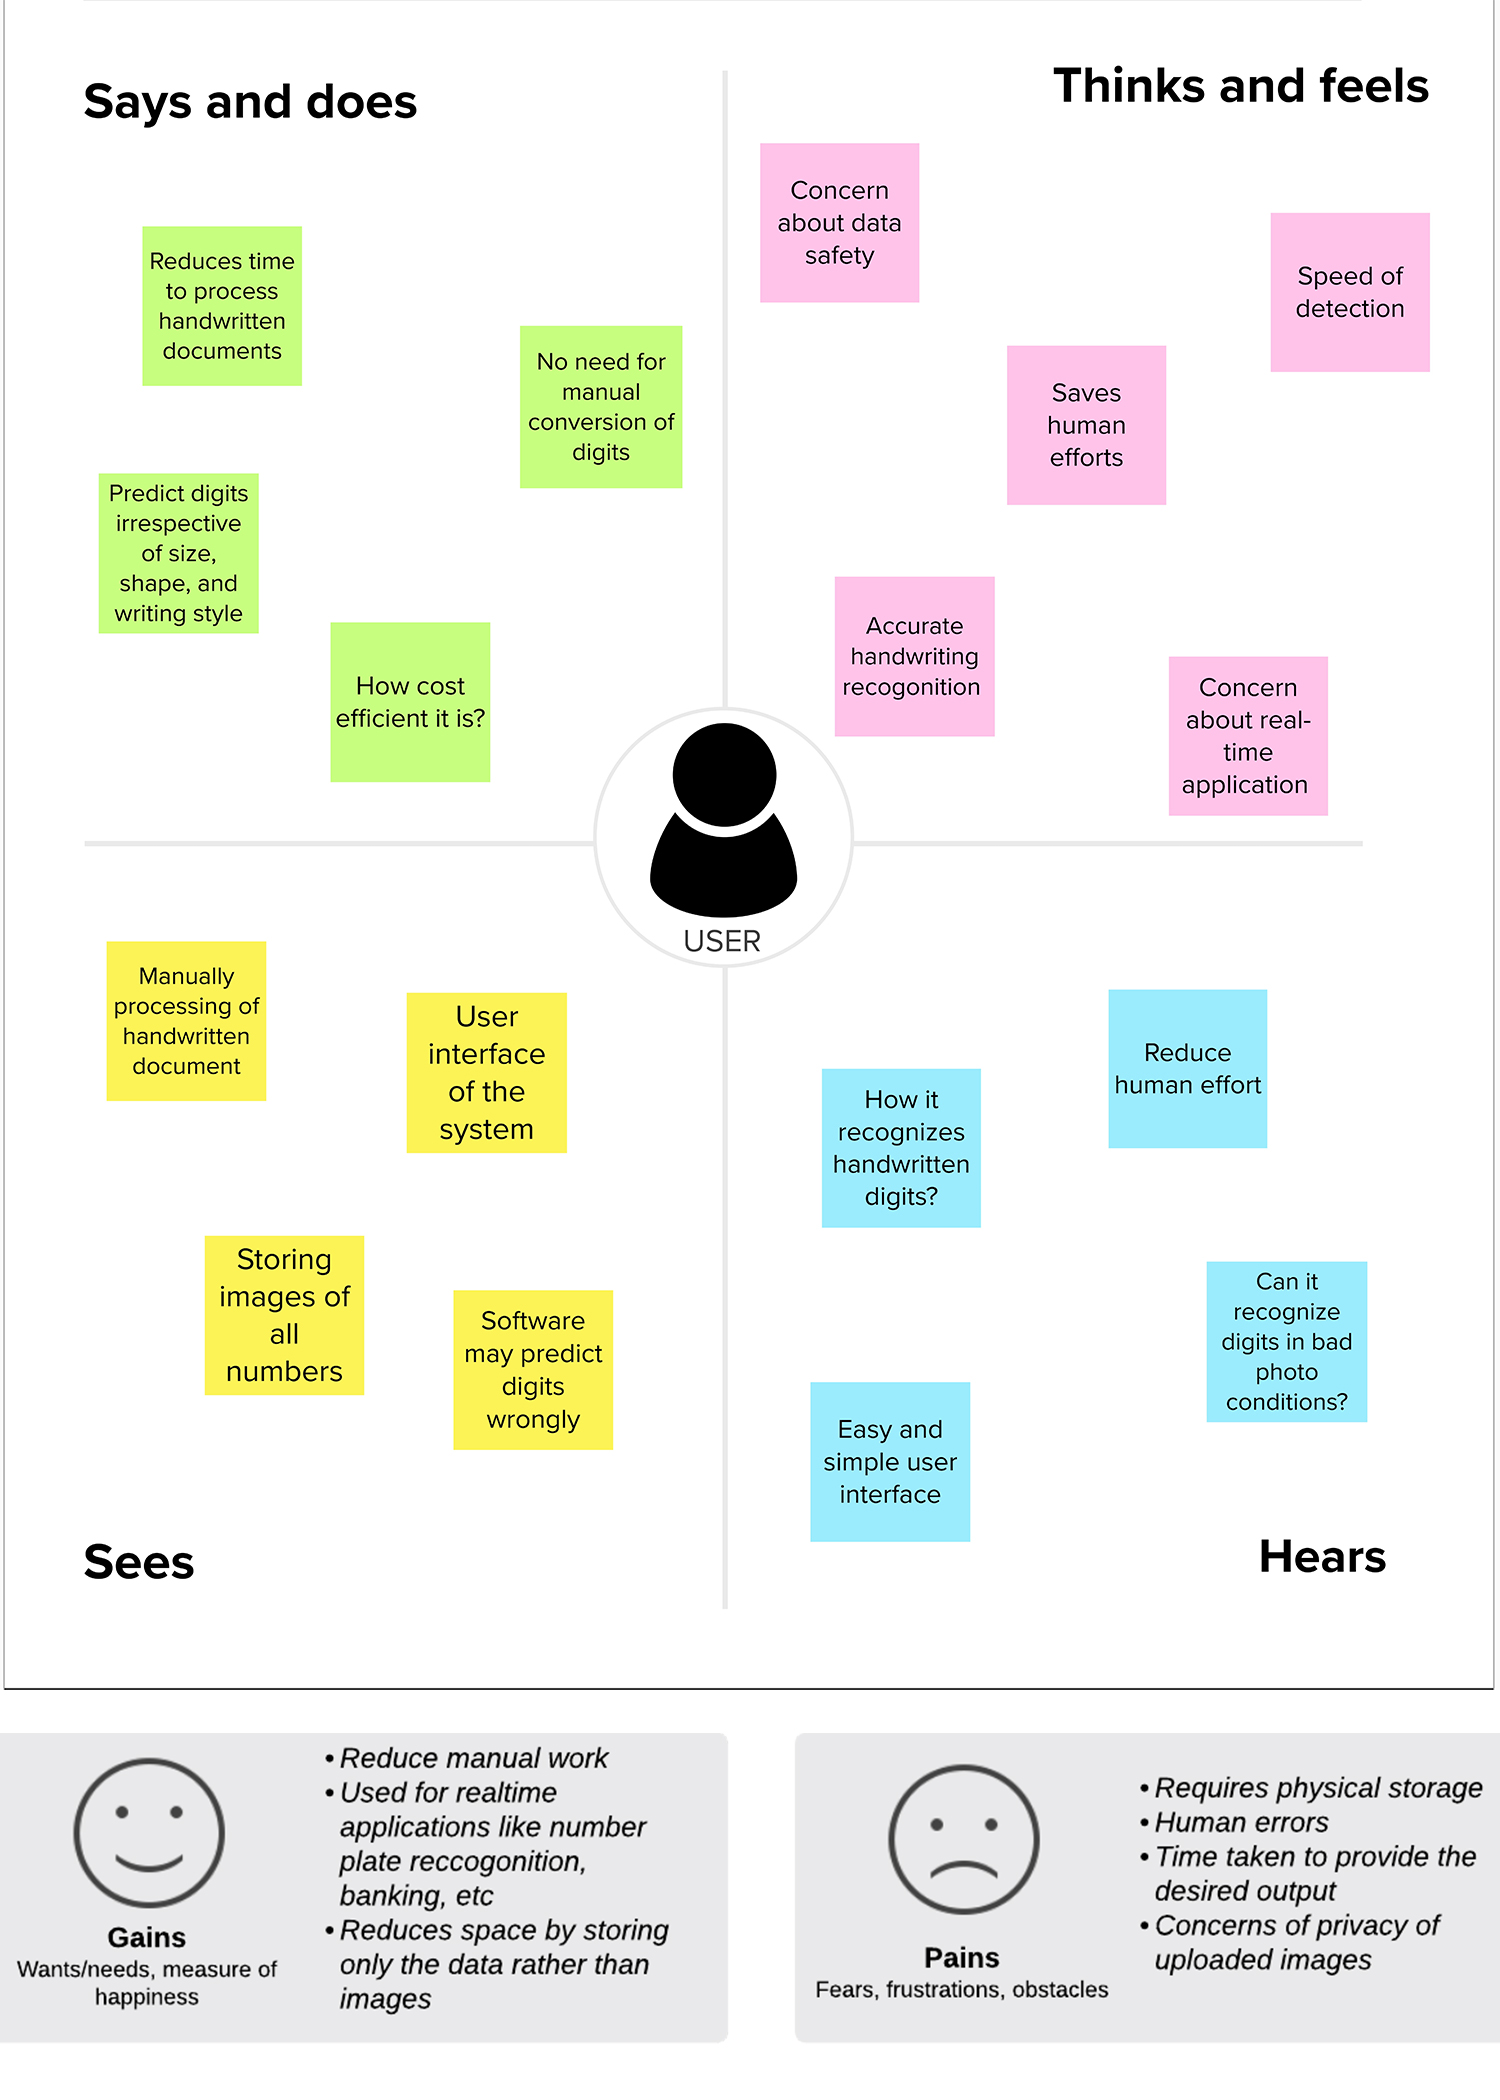 Says and does
Thinks and feels
Reduces time
to process
handwritten
documents
No need for
manual
conversion of
digits
Predict digits
irrespective
of size,
shape, and
writing style
How cost
efficient it is?
Concern
about data
safety
Speed of
detection
Saves
human
efforts
Accurate
handwriting
recogonition
Concern
about real-
time
application
USER
Manually
processing of
handwritten
document
User
interface
of the
system
Storing
images of
all
numbers
Software
may predict
digits
wrongly
Sees
Reduce
human effort
How it
recognizes
handwritten
digits?
Can it
recognize
digits in bad
photo
conditions?
Easy and
simple user
interface
Hears
Gains
Wants/needs, measure of
happiness
• Reduce manual work
• Used for realtime
applications like number
plate reccogonition,
banking, etc
• Reduces space by storing
only the data rather than
images
Pains
Fears, frustrations, obstacles
• Requires physical storage
• Human errors
• Time taken to provide the
desired output
• Concerns of privacy of
uploaded images